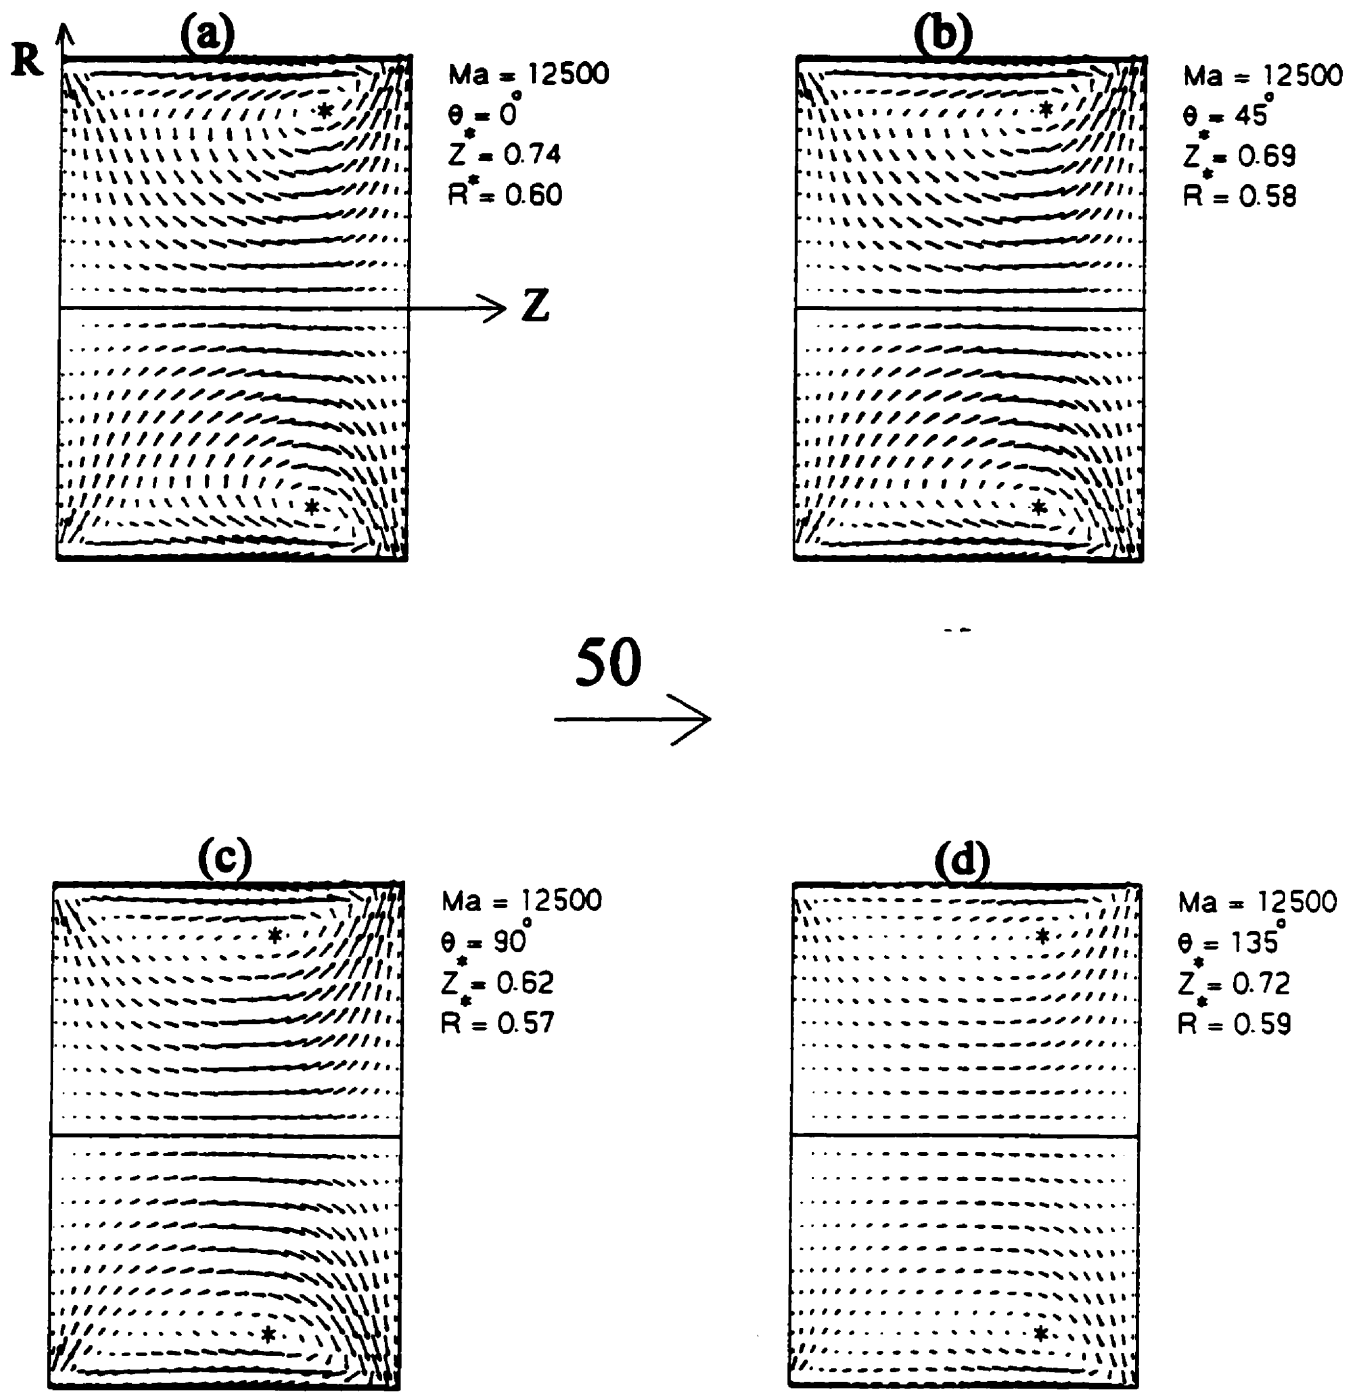 (a)
R
Ma = 12500
θ = 0°
Z* = 0.74
R* = 0.60
Z
(b)
Ma = 12500
θ = 45°
Z* = 0.69
R* = 0.58
50
(c)
Ma = 12500
θ = 90°
Z* = 0.62
R* = 0.57
(d)
Ma = 12500
θ = 135°
Z* = 0.72
R* = 0.59